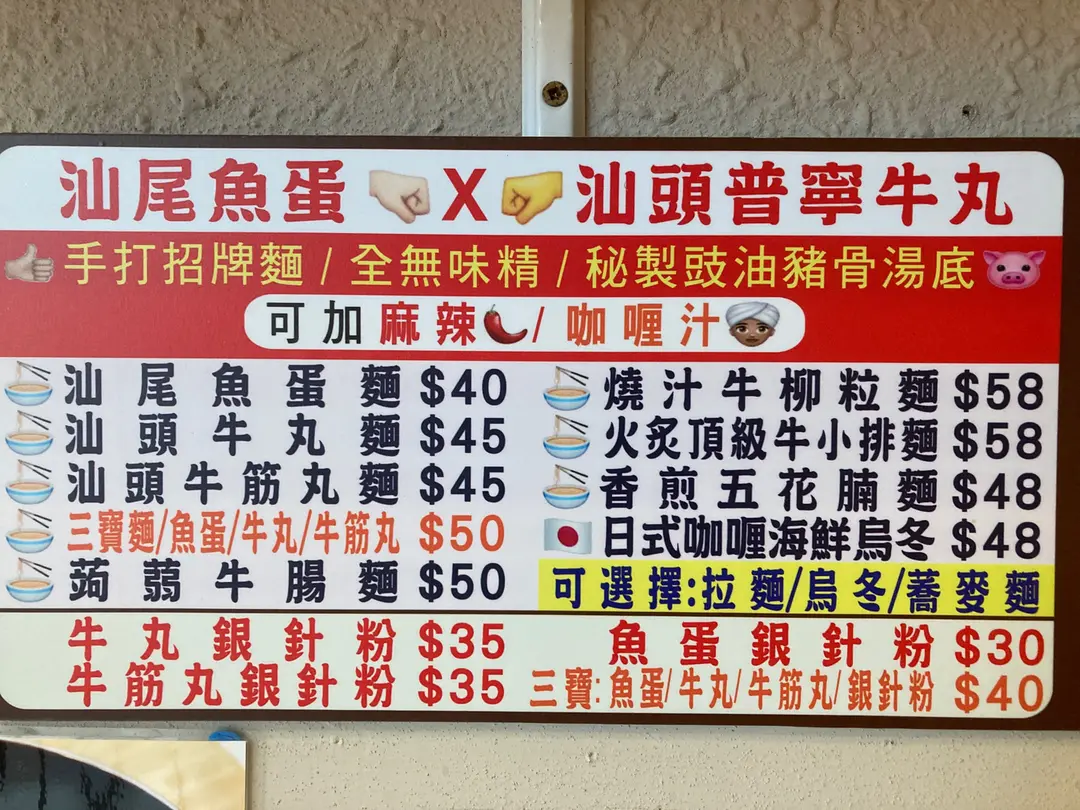 汕尾魚蛋 X 汕頭普寧牛丸
手打招牌麵 / 全無味精 / 秘製豉油豬骨湯底
可加麻辣 / 咖喱汁
汕尾魚蛋麵 $40
汕頭牛丸麵 $45
汕頭牛筋丸麵 $45
三寶麵/魚蛋/牛丸/牛筋丸 $50
蒟蒻牛腸麵 $50
燒汁牛柳粒麵 $58
火炙頂級牛小排麵 $58
香煎五花腩麵 $48
日式咖喱海鮮烏冬 $48
可選擇:拉麵/烏冬/蕎麥麵
牛丸銀針粉 $35
牛筋丸銀針粉 $35
魚蛋銀針粉 $30
三寶:魚蛋/牛丸/牛筋丸/銀針粉 $40